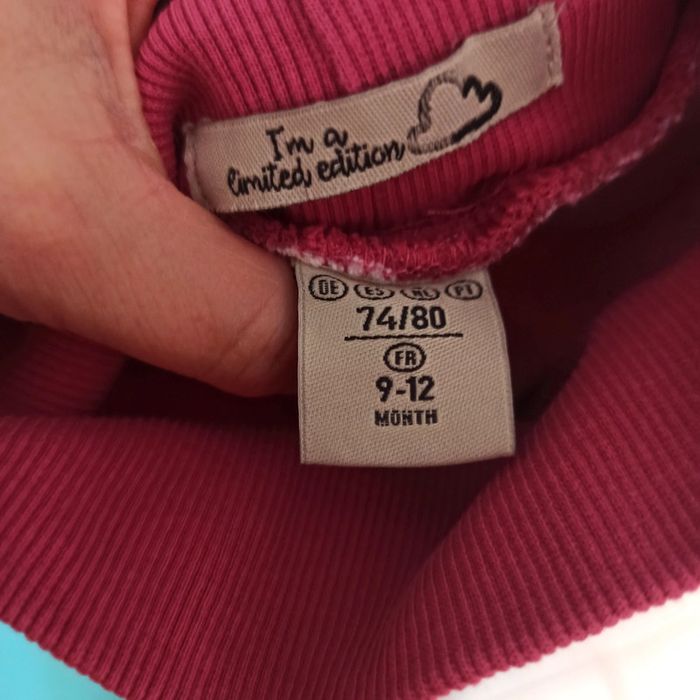 I'm a
limited edition
DE ES NL PT
74/80
FR
9-12
MONTH